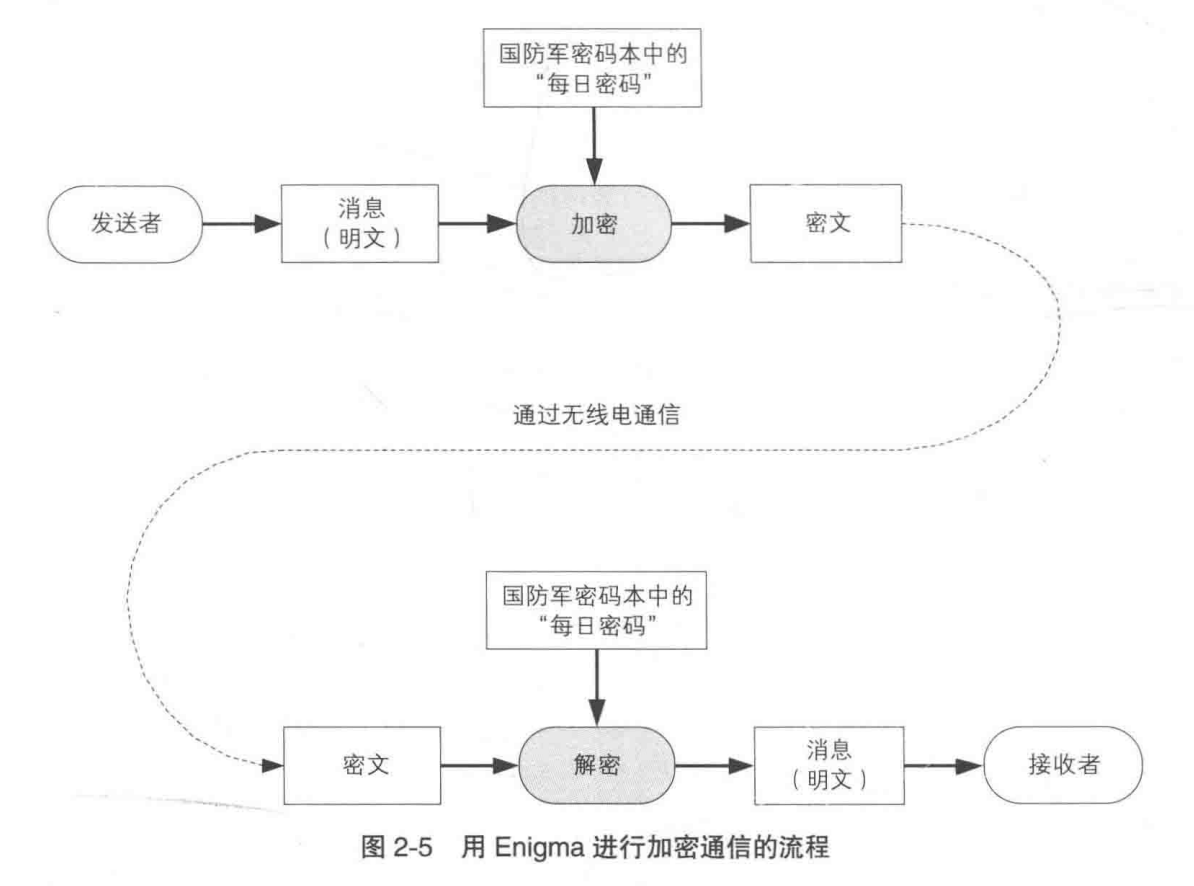 国防军密码本中的
“每日密码”
发送者
消息
（明文）
加密
密文
通过无线电通信
国防军密码本中的
“每日密码”
密文
解密
消息
（明文）
接收者
图 2-5 用 Enigma 进行加密通信的流程